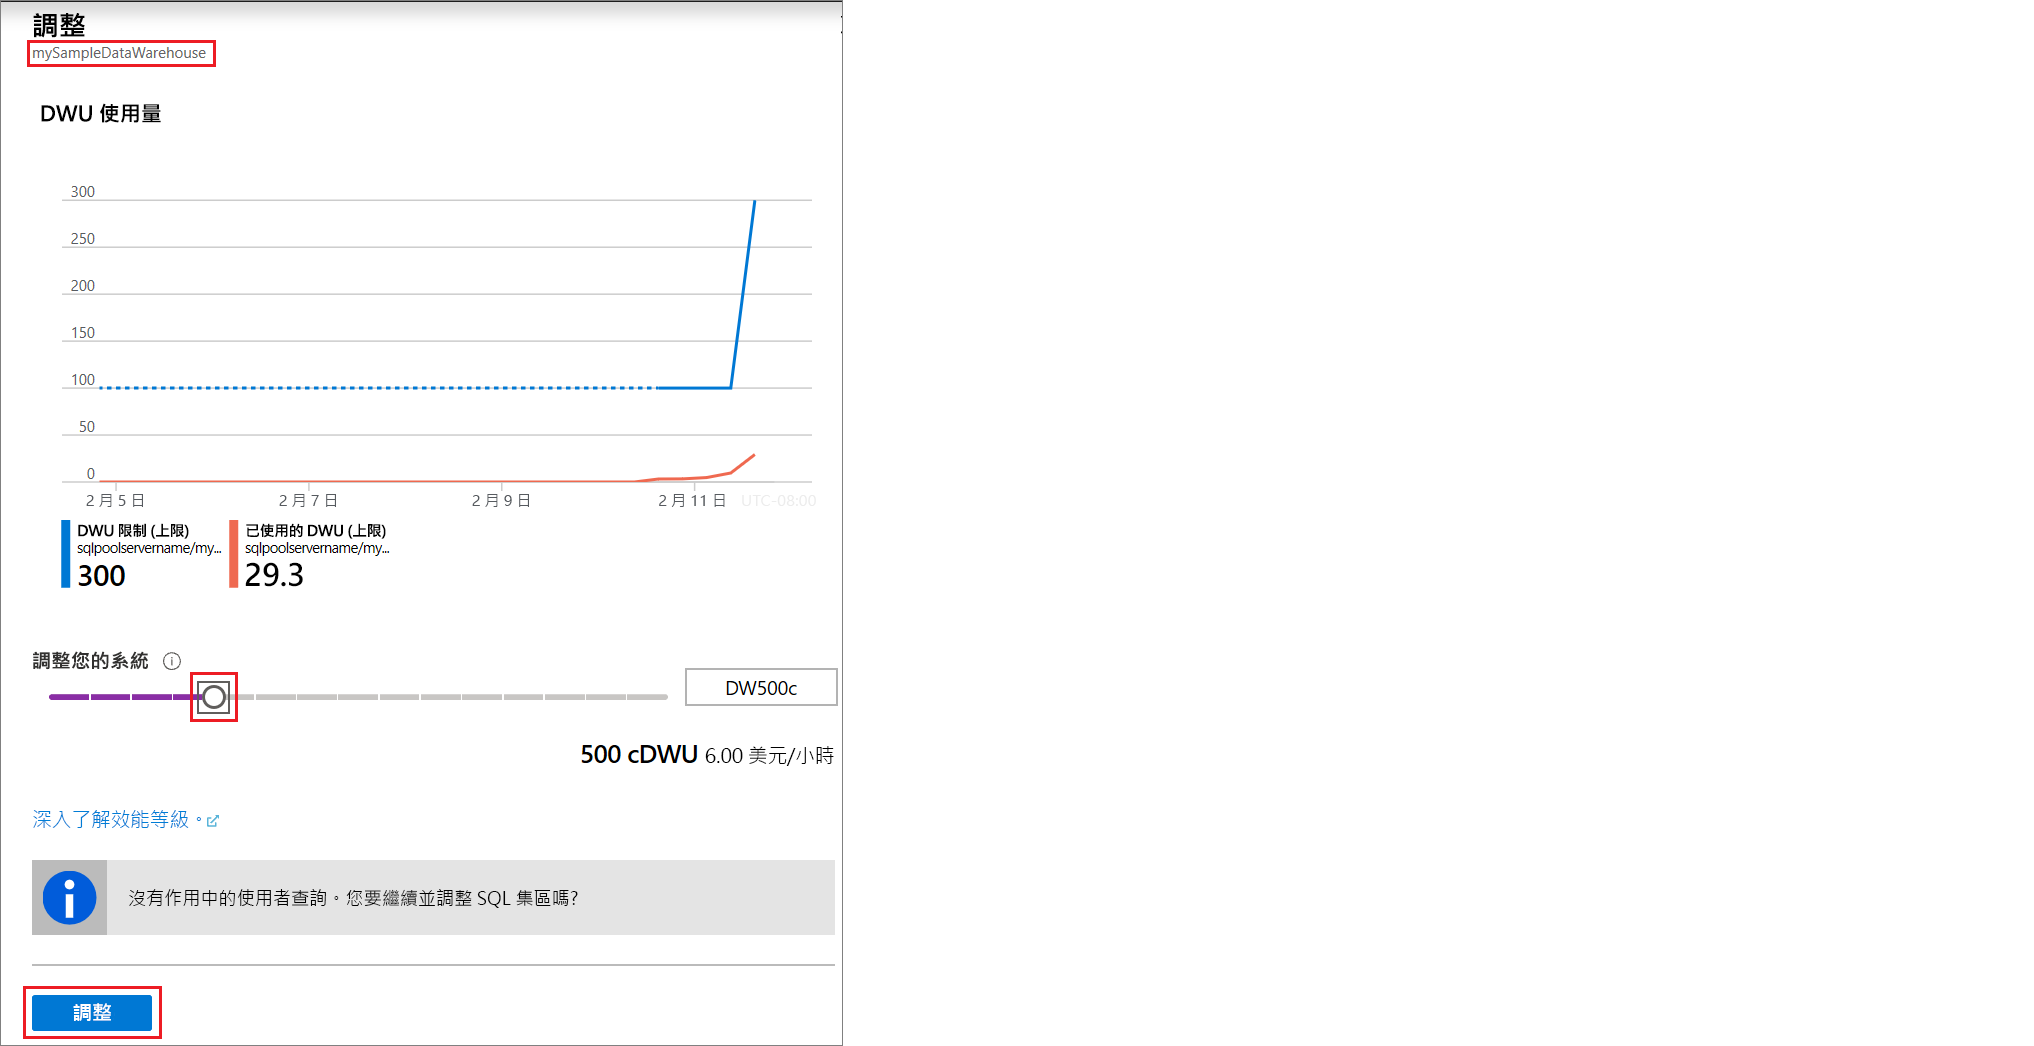 調整
mySampleDataWarehouse
DWU 使用量
300
250
200
150
100
50
0
2 月 5 日
2 月 7 日
2 月 9 日
2 月 11 日
UTC-08:00
DWU 限制 (上限)
sqlpoolservername/my...
300
已使用的 DWU (上限)
sqlpoolservername/my...
29.3
調整您的系統
DW500c
500 cDWU 6.00 美元/小時
深入了解效能等級。
沒有作用中的使用者查詢。您要繼續並調整 SQL 集區嗎?
調整